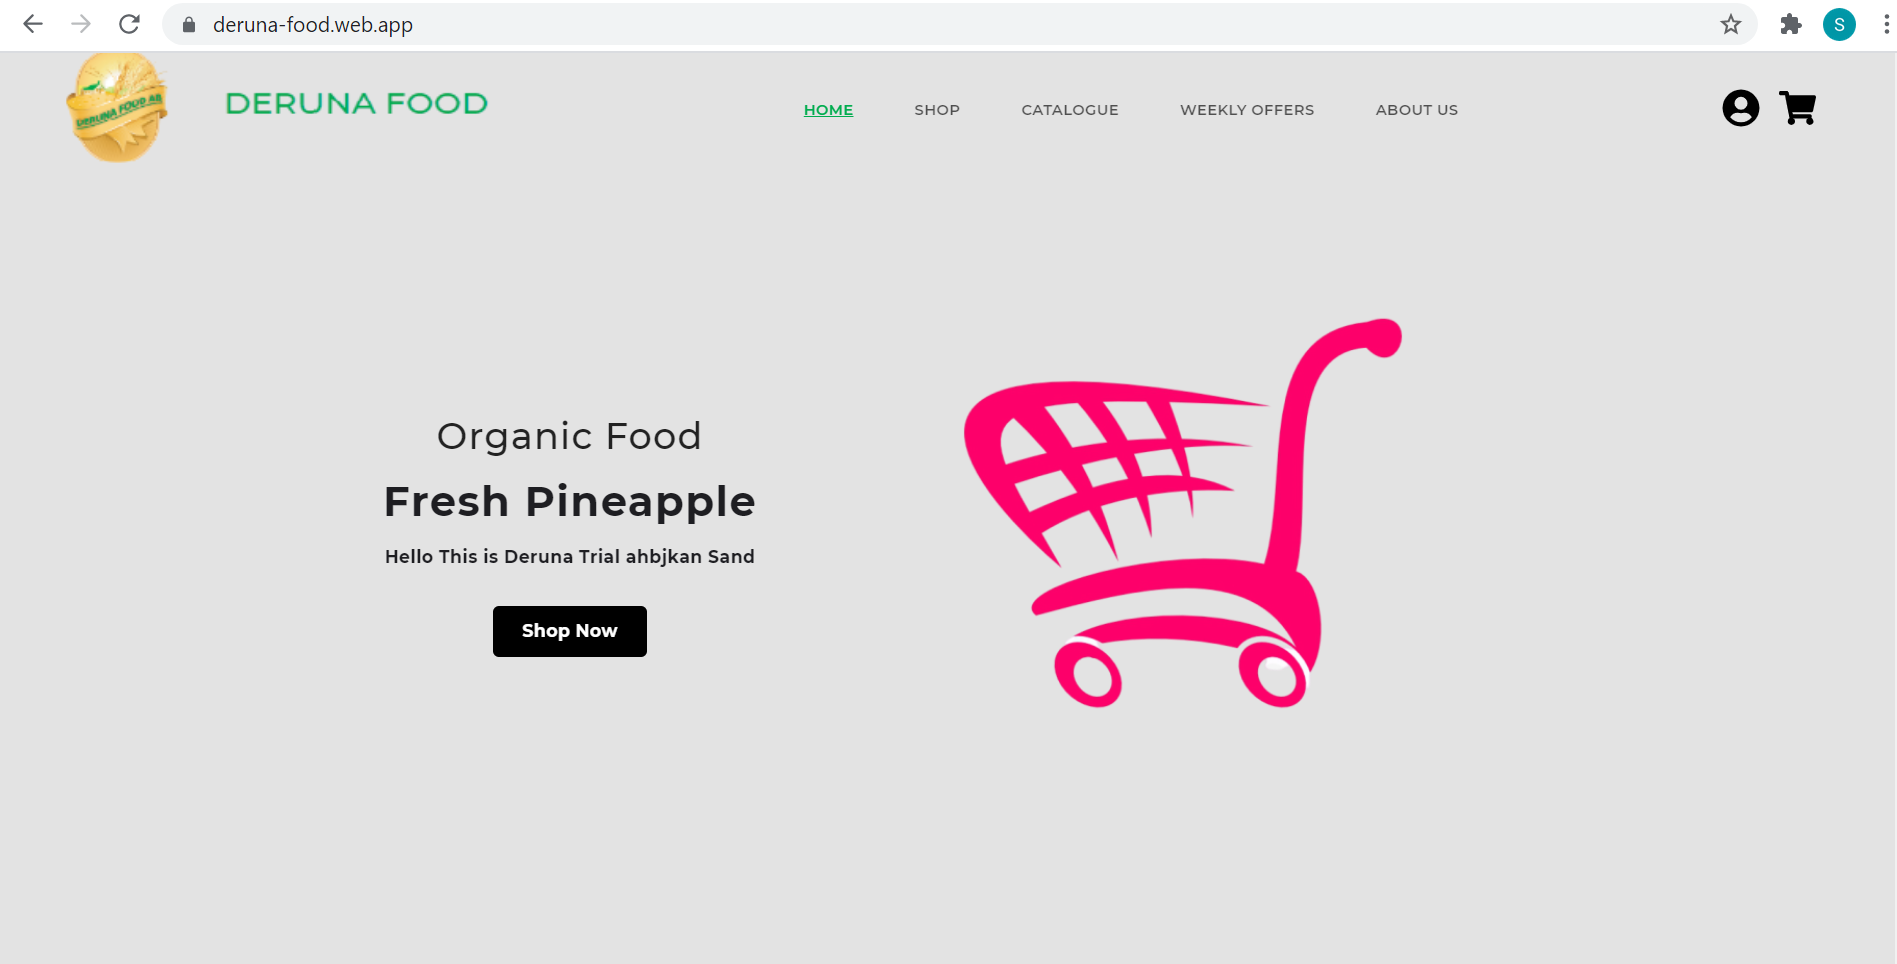 deruna-food.web.app
S
DERUNA FOOD AB
DERUNA FOOD
HOME SHOP CATALOGUE WEEKLY OFFERS ABOUT US
Organic Food
Fresh Pineapple
Hello This is Deruna Trial ahbjkan Sand
Shop Now